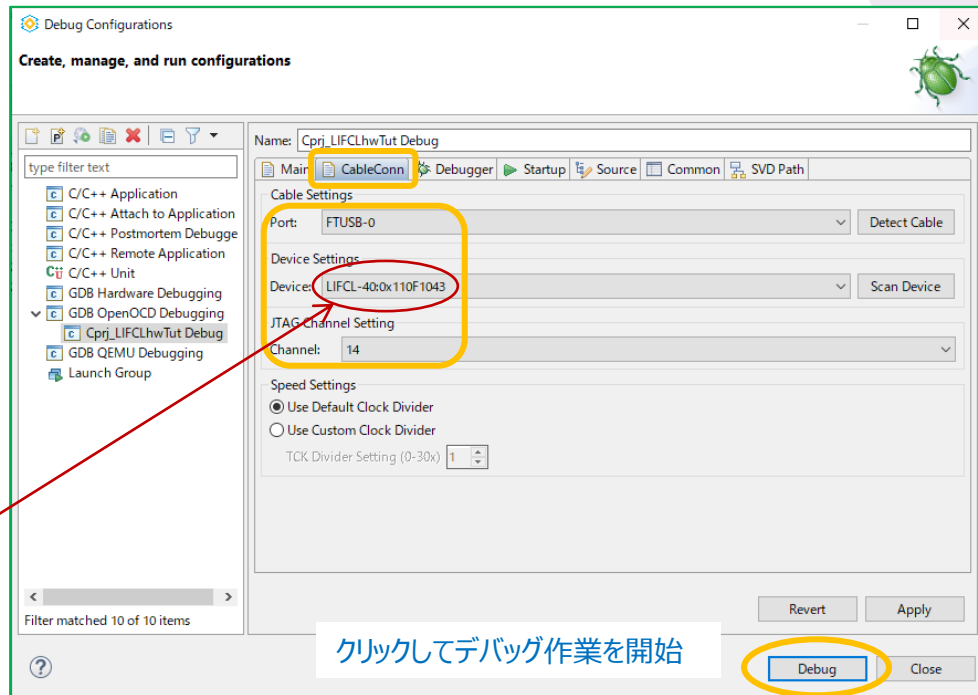 Debug Configurations
Create, manage, and run configurations
type filter text
C/C++ Application
C/C++ Attach to Application
C/C++ Postmortem Debugge
C/C++ Remote Application
C/C++ Unit
GDB Hardware Debugging
GDB OpenOCD Debugging
Cprj_LIFCLhwTut Debug
GDB QEMU Debugging
Launch Group
Filter matched 10 of 10 items
Name: Cprj_LIFCLhwTut Debug
Main CableConn Debugger Startup Source Common SVD Path
Cable Settings
Port: FTUSB-0 Detect Cable
Device Settings
Device: LIFCL-40:0x110F1043 Scan Device
JTAG Channel Setting
Channel: 14
Speed Settings
Use Default Clock Divider
Use Custom Clock Divider
TCK Divider Setting (0-30x) 1
Revert Apply
クリックしてデバッグ作業を開始
Debug Close